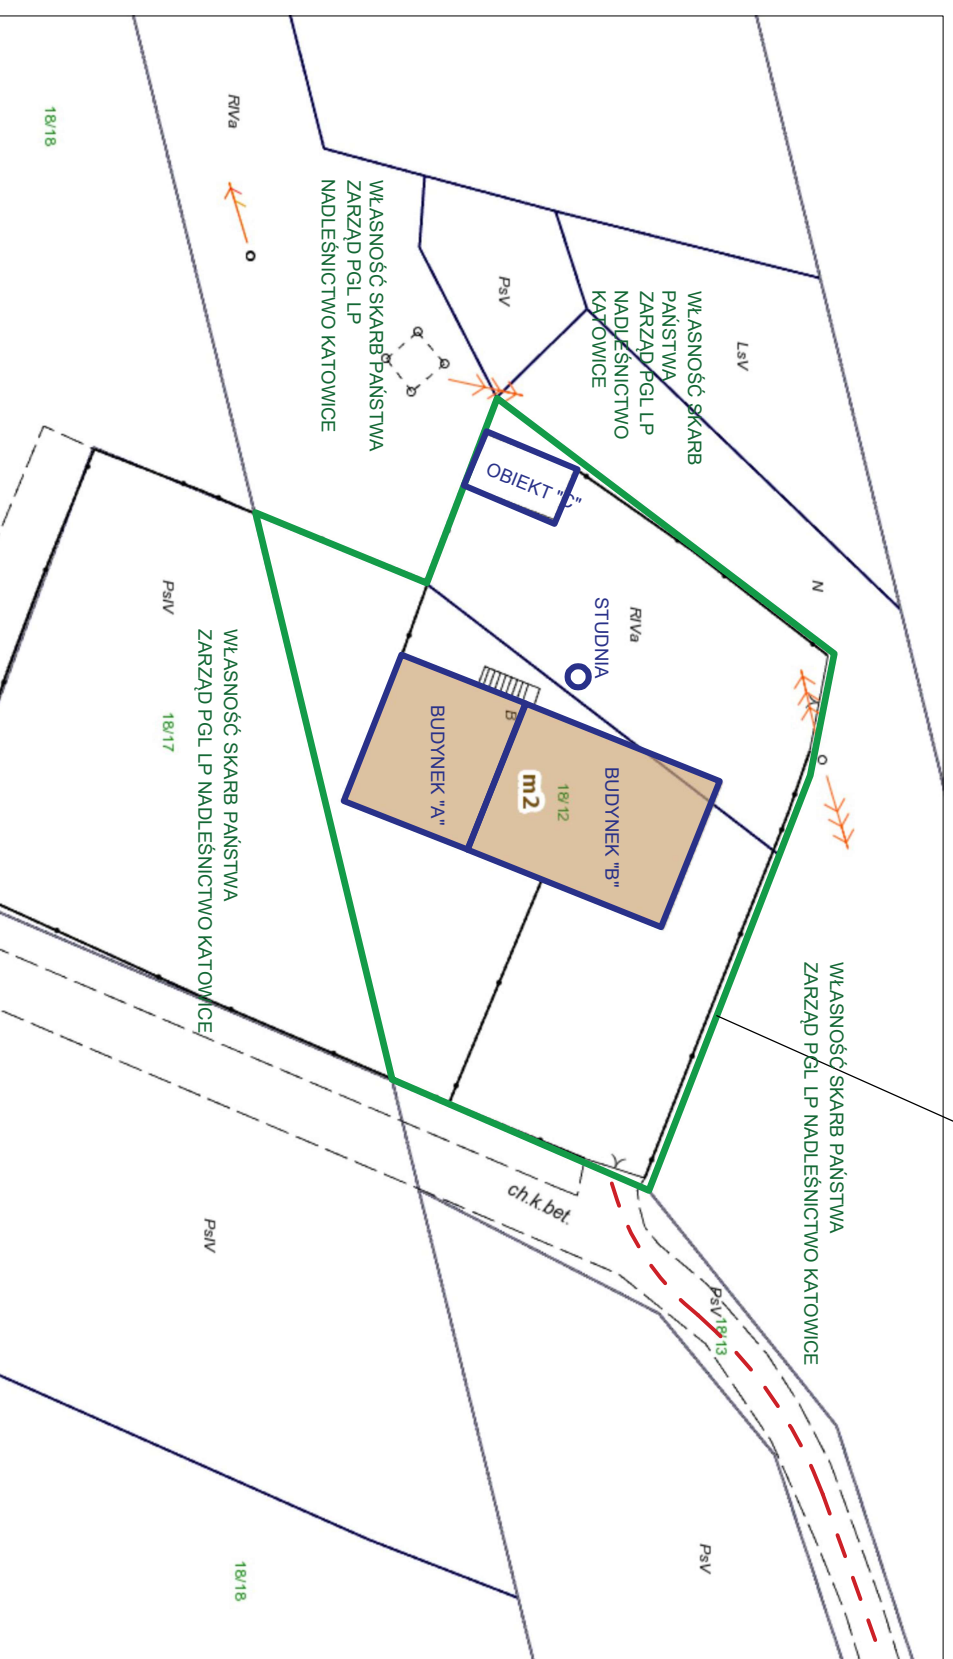 18/18
RIVa
WŁASNOŚĆ SKARB PAŃSTWA
ZARZĄD PGL LP
NADLEŚNICTWO KATOWICE
PsV
WŁASNOŚĆ SKARB
PAŃSTWA
ZARZĄD PGL LP
NADLEŚNICTWO
KATOWICE
LsV
OBIEKT "C"
N
RIVa
STUDNIA
PsIV
18/17
WŁASNOŚĆ SKARB PAŃSTWA
ZARZĄD PGL LP NADLEŚNICTWO KATOWICE
B
BUDYNEK "A"
m2
18/12
BUDYNEK "B"
WŁASNOŚĆ SKARB PAŃSTWA
ZARZĄD PGL LP NADLEŚNICTWO KATOWICE
ch.k.bet.
PsIV
PsV
18/13
PsV
18/18